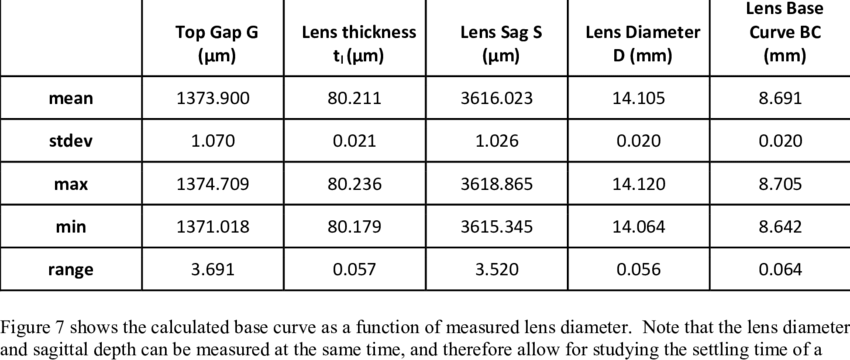 Top Gap G (µm) Lens thickness tₗ (µm) Lens Sag S (µm) Lens Diameter D (mm) Lens Base Curve BC (mm)
mean 1373.900 80.211 3616.023 14.105 8.691
stdev 1.070 0.021 1.026 0.020 0.020
max 1374.709 80.236 3618.865 14.120 8.705
min 1371.018 80.179 3615.345 14.064 8.642
range 3.691 0.057 3.520 0.056 0.064
Figure 7 shows the calculated base curve as a function of measured lens diameter.  Note that the lens diameter
and sagittal depth can be measured at the same time, and therefore allow for studying the settling time of a